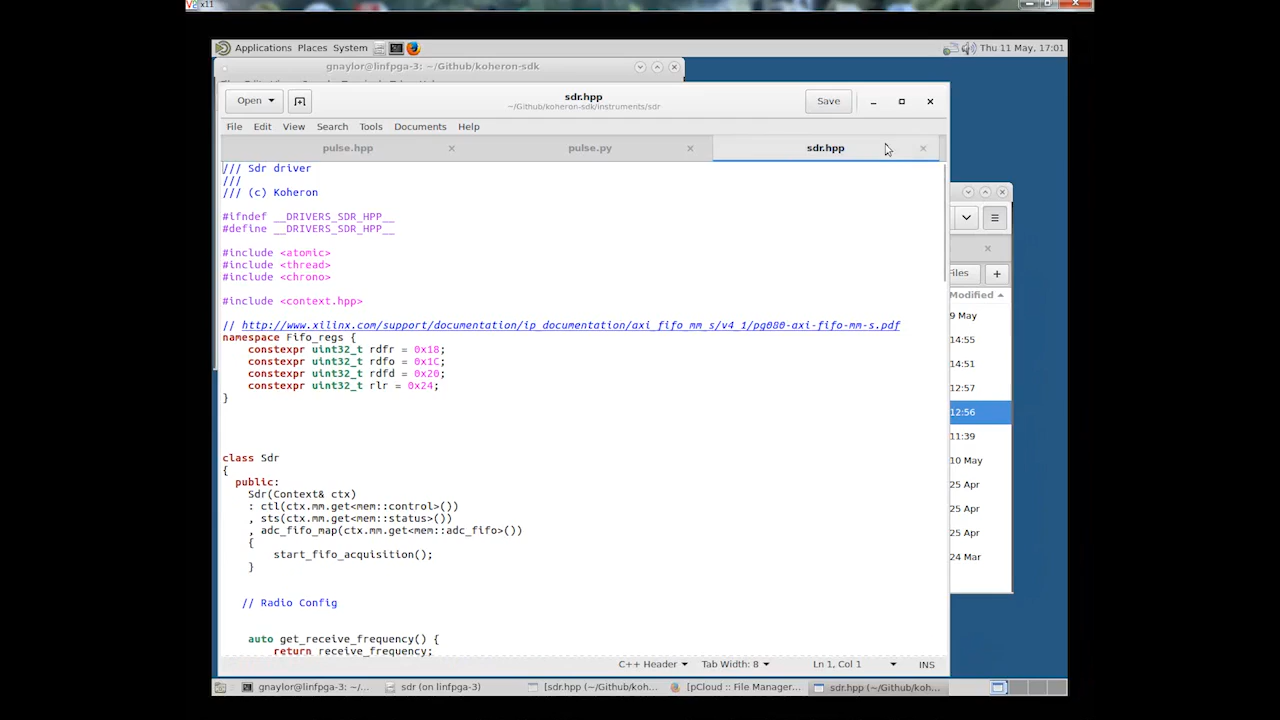 x11
Applications Places System
Thu 11 May, 17:01
gnaylor@linfpga-3: ~/Github/koheron-sdk
Open
sdr.hpp
~/Github/koheron-sdk/instruments/sdr
Save
File Edit View Search Tools Documents Help
pulse.hpp
pulse.py
sdr.hpp
/// Sdr driver
///
/// (c) Koheron
#ifndef __DRIVERS_SDR_HPP__
#define __DRIVERS_SDR_HPP__
#include <atomic>
#include <thread>
#include <chrono>
#include <context.hpp>
// http://www.xilinx.com/support/documentation/ip_documentation/axi_fifo_mm_s/v4_1/pg080-axi-fifo-mm-s.pdf
namespace Fifo_regs {
constexpr uint32_t rdfr = 0x18;
constexpr uint32_t rdfo = 0x1C;
constexpr uint32_t rdfd = 0x20;
constexpr uint32_t rlr = 0x24;
}
class Sdr
{
public:
Sdr(Context& ctx)
: ctl(ctx.mm.get<mem::control>())
, sts(ctx.mm.get<mem::status>())
, adc_fifo_map(ctx.mm.get<mem::adc_fifo>())
{
start_fifo_acquisition();
}
// Radio Config
auto get_receive_frequency() {
return receive_frequency;
Modified
9 May
14:55
14:51
12:57
12:56
11:39
10 May
25 Apr
25 Apr
25 Apr
24 Mar
C++ Header
Tab Width: 8
Ln 1, Col 1
INS
gnaylor@linfpga-3: ~/...
sdr (on linfpga-3)
[sdr.hpp (~/Github/koh...
[pCloud :: File Manager...
sdr.hpp (~/Github/koh...